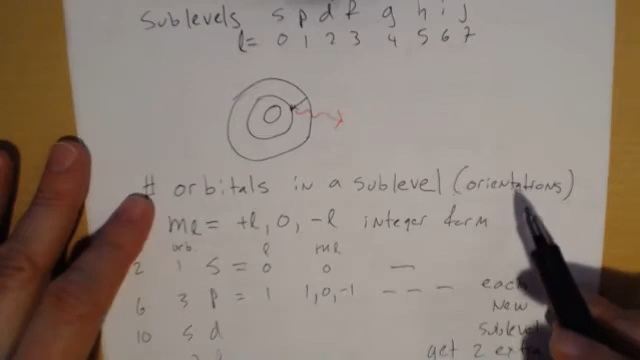 Sublevels s p d f g h i j
l= 0 1 2 3 4 5 6 7
# orbitals in a sublevel (orientations)
ml = +l, 0, -l integer form
orb. l ml
2 1 s = 0 0 —
6 3 p = 1 1, 0, -1 — — — each
New
10 5 d sublevel
get 2 extra